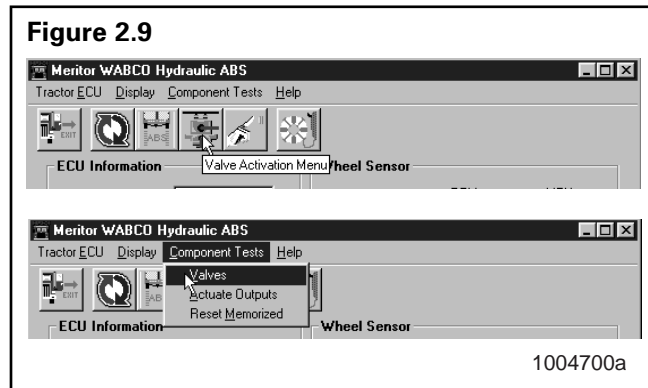 Figure 2.9
Meritor WABCO Hydraulic ABS
Tractor ECU Display Component Tests Help
EXIT ABS
Valve Activation Menu
ECU Information Wheel Sensor
Meritor WABCO Hydraulic ABS
Tractor ECU Display Component Tests Help
Valves
EXIT AB
Actuate Outputs
Reset Memorized
ECU Information Wheel Sensor
1004700a